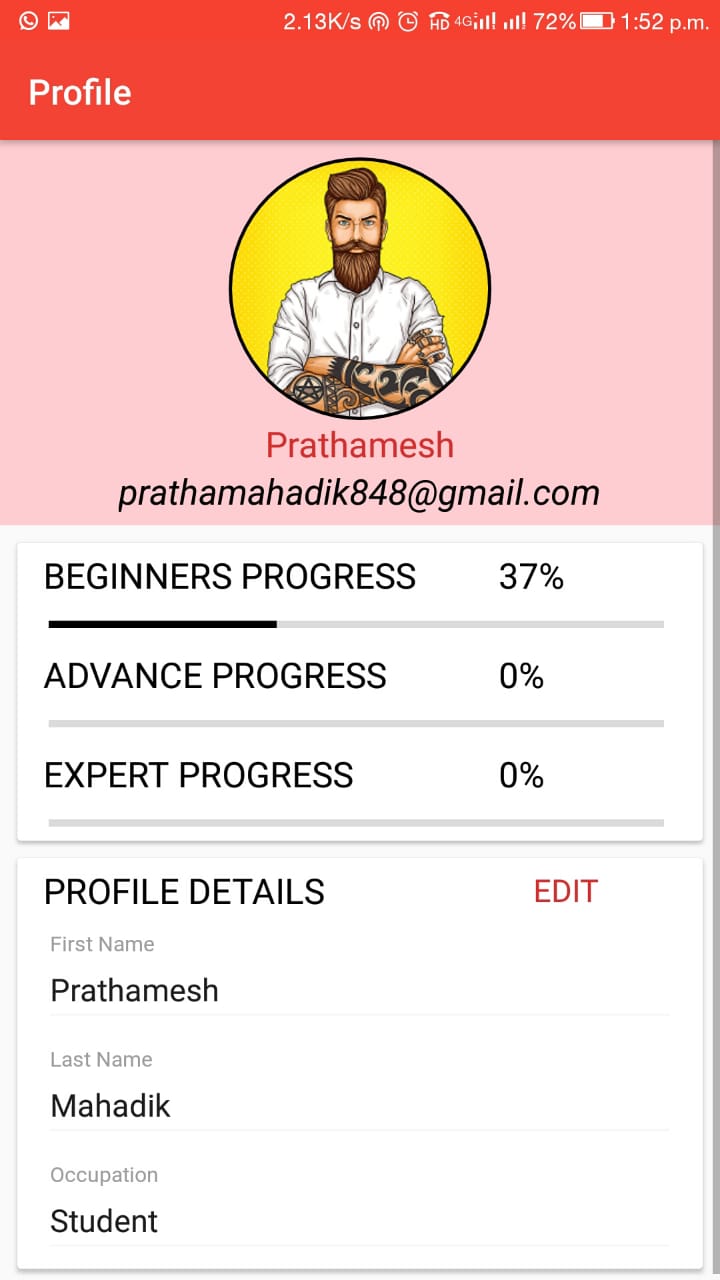 2.13K/s HD 4G 72% 1:52 p.m.
Profile
Prathamesh
prathamahadik848@gmail.com
BEGINNERS PROGRESS 37%
ADVANCE PROGRESS 0%
EXPERT PROGRESS 0%
PROFILE DETAILS EDIT
First Name
Prathamesh
Last Name
Mahadik
Occupation
Student